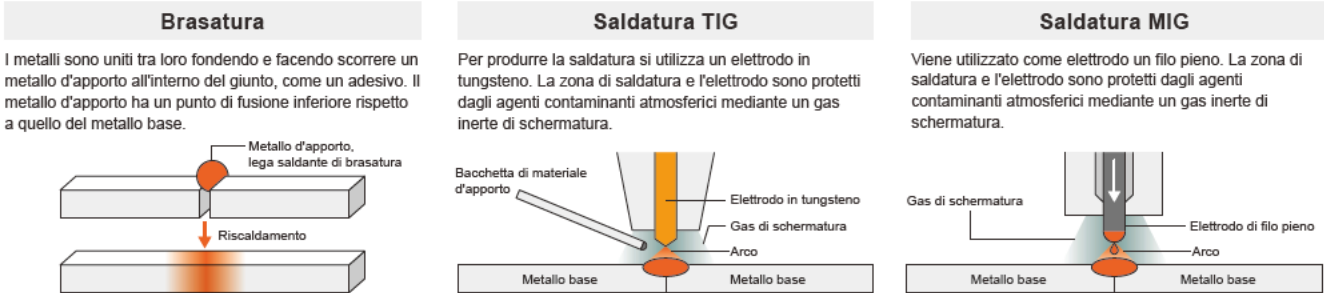 Brasatura
I metalli sono uniti tra loro fondendo e facendo scorrere un
metallo d'apporto all'interno del giunto, come un adesivo. Il
metallo d'apporto ha un punto di fusione inferiore rispetto
a quello del metallo base.
Metallo d'apporto,
lega saldante di brasatura
Riscaldamento
Saldatura TIG
Per produrre la saldatura si utilizza un elettrodo in
tungsteno. La zona di saldatura e l'elettrodo sono protetti
dagli agenti contaminanti atmosferici mediante un gas
inerte di schermatura.
Bacchetta di materiale
d'apporto
Elettrodo in tungsteno
Gas di schermatura
Arco
Metallo base
Metallo base
Saldatura MIG
Viene utilizzato come elettrodo un filo pieno. La zona di
saldatura e l'elettrodo sono protetti dagli agenti
contaminanti atmosferici mediante un gas inerte di
schermatura.
Gas di schermatura
Elettrodo di filo pieno
Arco
Metallo base
Metallo base